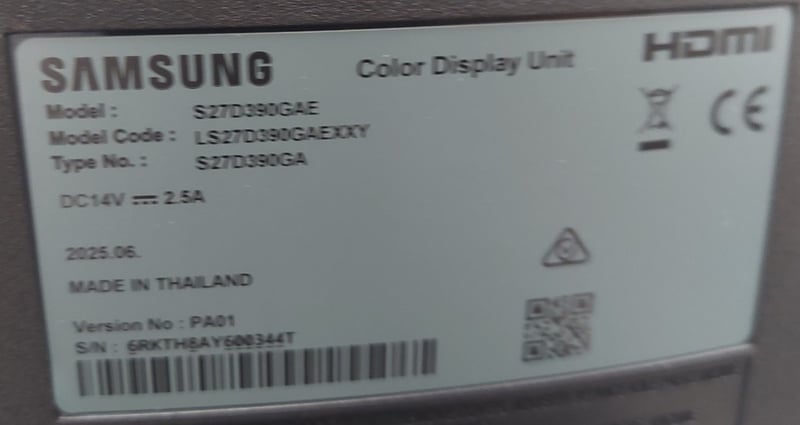 SAMSUNG
Color Display Unit
HDMI
Model : S27D390GAE
Model Code : LS27D390GAEXXY
Type No. : S27D390GA
DC14V ⎓ 2.5A
2025.06.
MADE IN THAILAND
Version No : PA01
S/N : 6RKTH8AY600344T